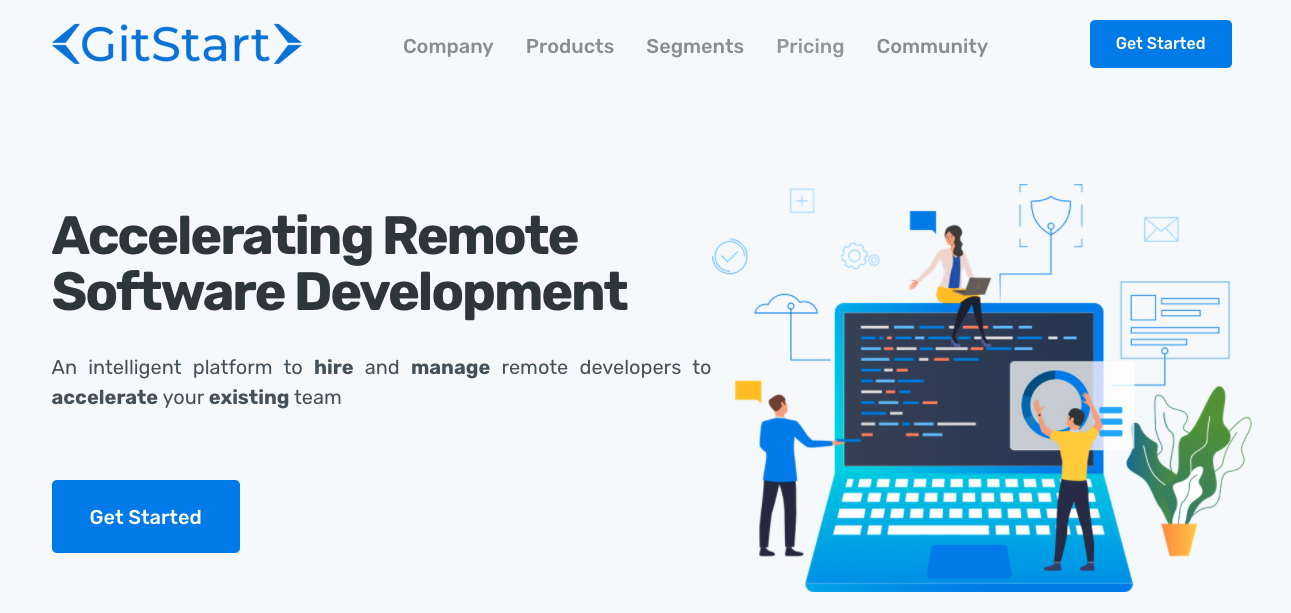 <GitStart>
Company Products Segments Pricing Community
Get Started
Accelerating Remote
Software Development
An intelligent platform to hire and manage remote developers to
accelerate your existing team
Get Started